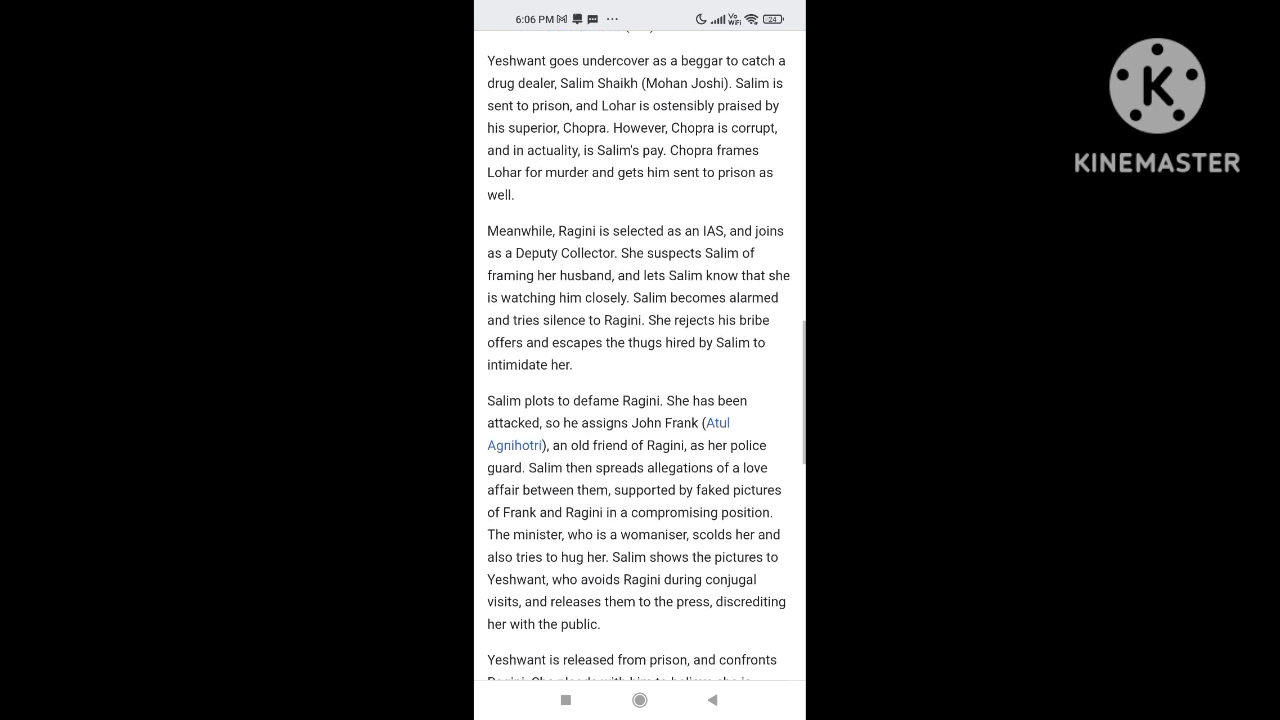 6:06 PM
Vo
WiFi
24
Yeshwant goes undercover as a beggar to catch a
drug dealer, Salim Shaikh (Mohan Joshi). Salim is
sent to prison, and Lohar is ostensibly praised by
his superior, Chopra. However, Chopra is corrupt,
and in actuality, is Salim's pay. Chopra frames
Lohar for murder and gets him sent to prison as
well.
Meanwhile, Ragini is selected as an IAS, and joins
as a Deputy Collector. She suspects Salim of
framing her husband, and lets Salim know that she
is watching him closely. Salim becomes alarmed
and tries silence to Ragini. She rejects his bribe
offers and escapes the thugs hired by Salim to
intimidate her.
Salim plots to defame Ragini. She has been
attacked, so he assigns John Frank (Atul
Agnihotri), an old friend of Ragini, as her police
guard. Salim then spreads allegations of a love
affair between them, supported by faked pictures
of Frank and Ragini in a compromising position.
The minister, who is a womaniser, scolds her and
also tries to hug her. Salim shows the pictures to
Yeshwant, who avoids Ragini during conjugal
visits, and releases them to the press, discrediting
her with the public.
Yeshwant is released from prison, and confronts
K
KINEMASTER